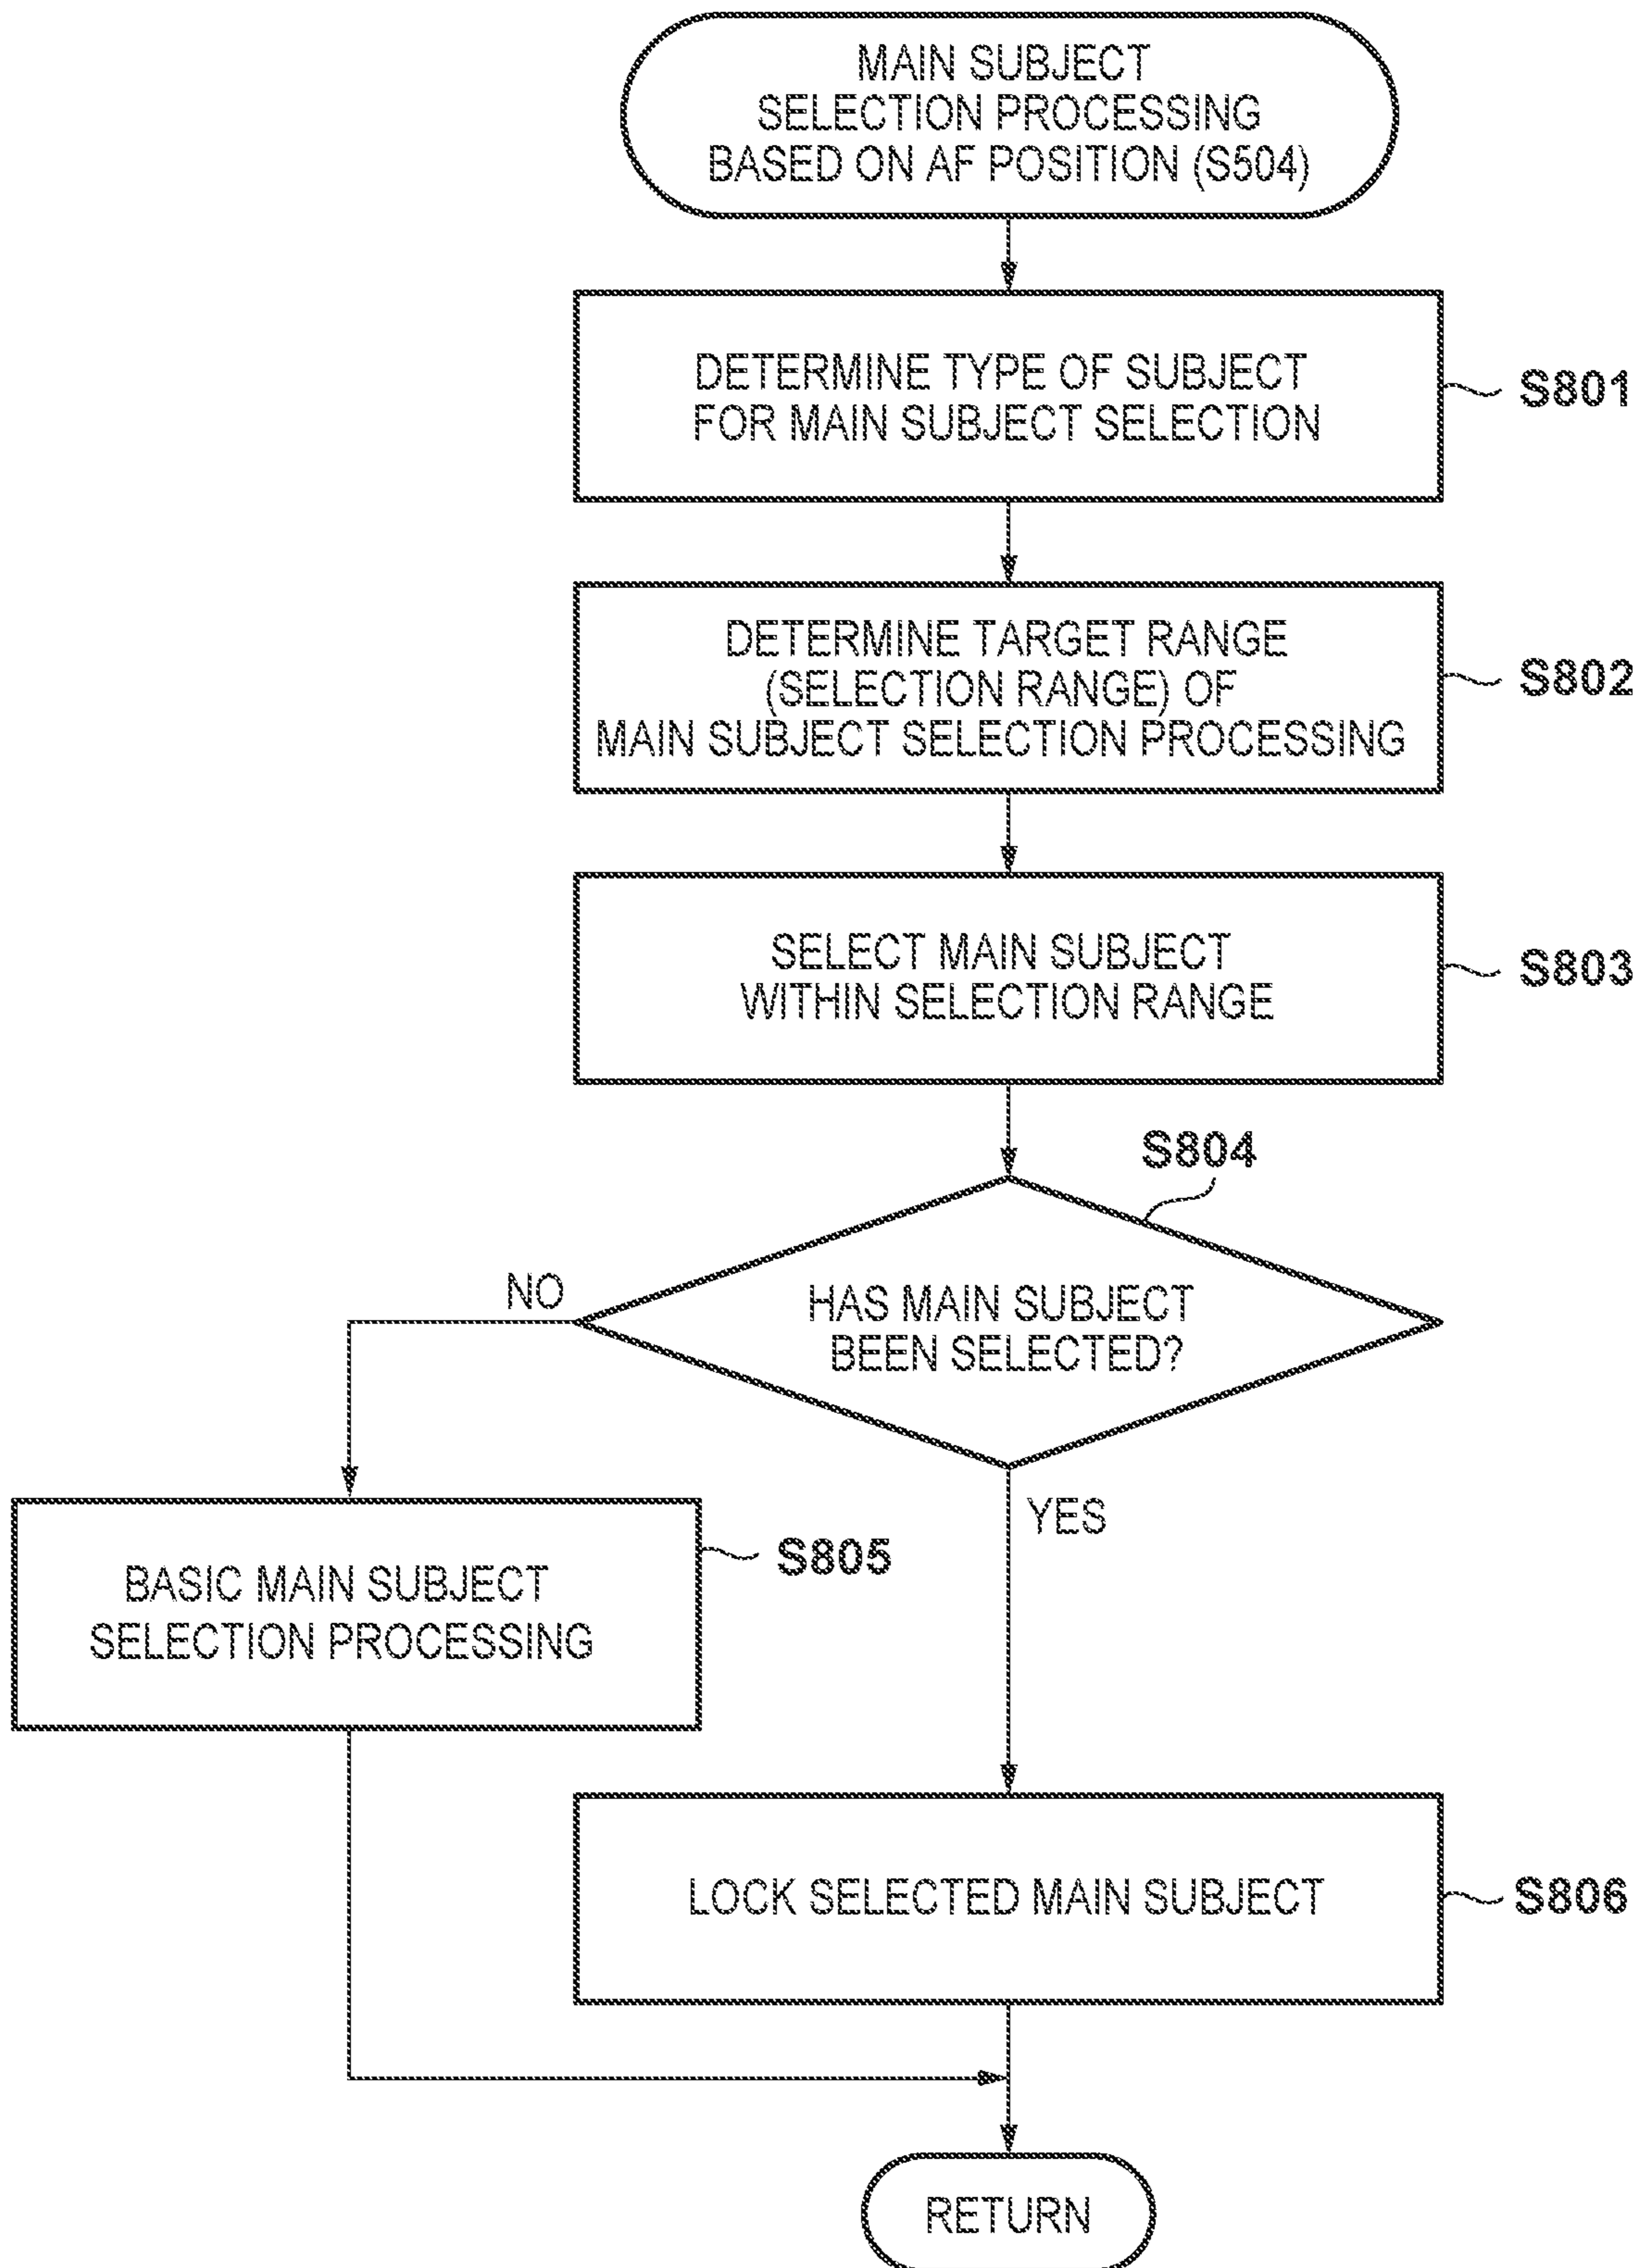 MAIN SUBJECT
SELECTION PROCESSING
BASED ON AF POSITION (S504)
DETERMINE TYPE OF SUBJECT
FOR MAIN SUBJECT SELECTION
S801
DETERMINE TARGET RANGE
(SELECTION RANGE) OF
MAIN SUBJECT SELECTION PROCESSING
S802
SELECT MAIN SUBJECT
WITHIN SELECTION RANGE
S803
S804
HAS MAIN SUBJECT
BEEN SELECTED?
NO
YES
BASIC MAIN SUBJECT
SELECTION PROCESSING
S805
LOCK SELECTED MAIN SUBJECT
S806
RETURN